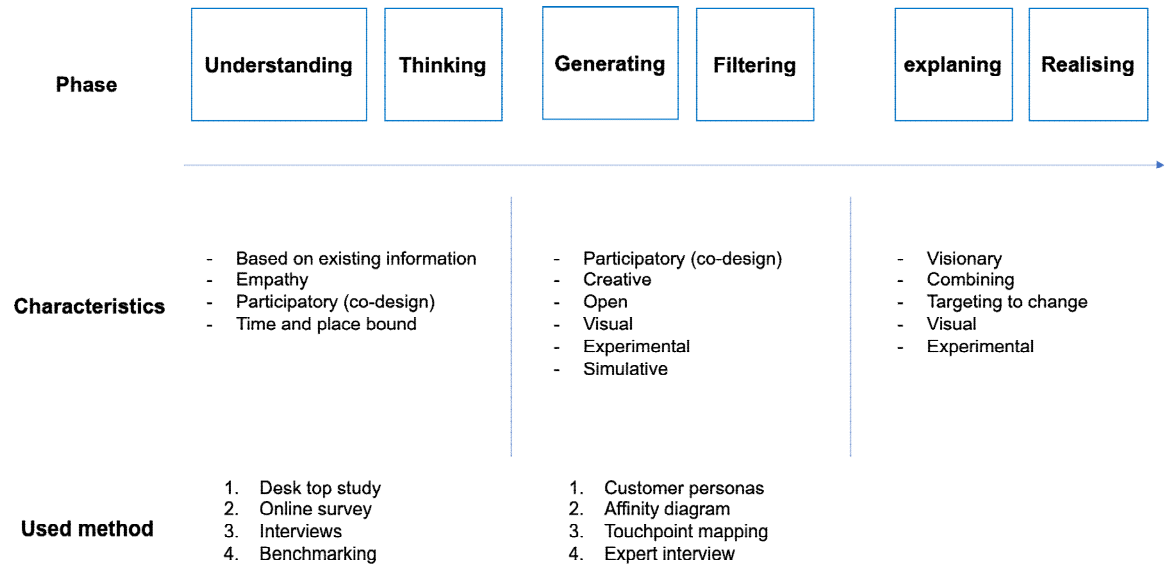 Phase
Understanding
Thinking
Generating
Filtering
explaning
Realising
Characteristics
- Based on existing information
- Empathy
- Participatory (co-design)
- Time and place bound
- Participatory (co-design)
- Creative
- Open
- Visual
- Experimental
- Simulative
- Visionary
- Combining
- Targeting to change
- Visual
- Experimental
Used method
1. Desk top study
2. Online survey
3. Interviews
4. Benchmarking
1. Customer personas
2. Affinity diagram
3. Touchpoint mapping
4. Expert interview